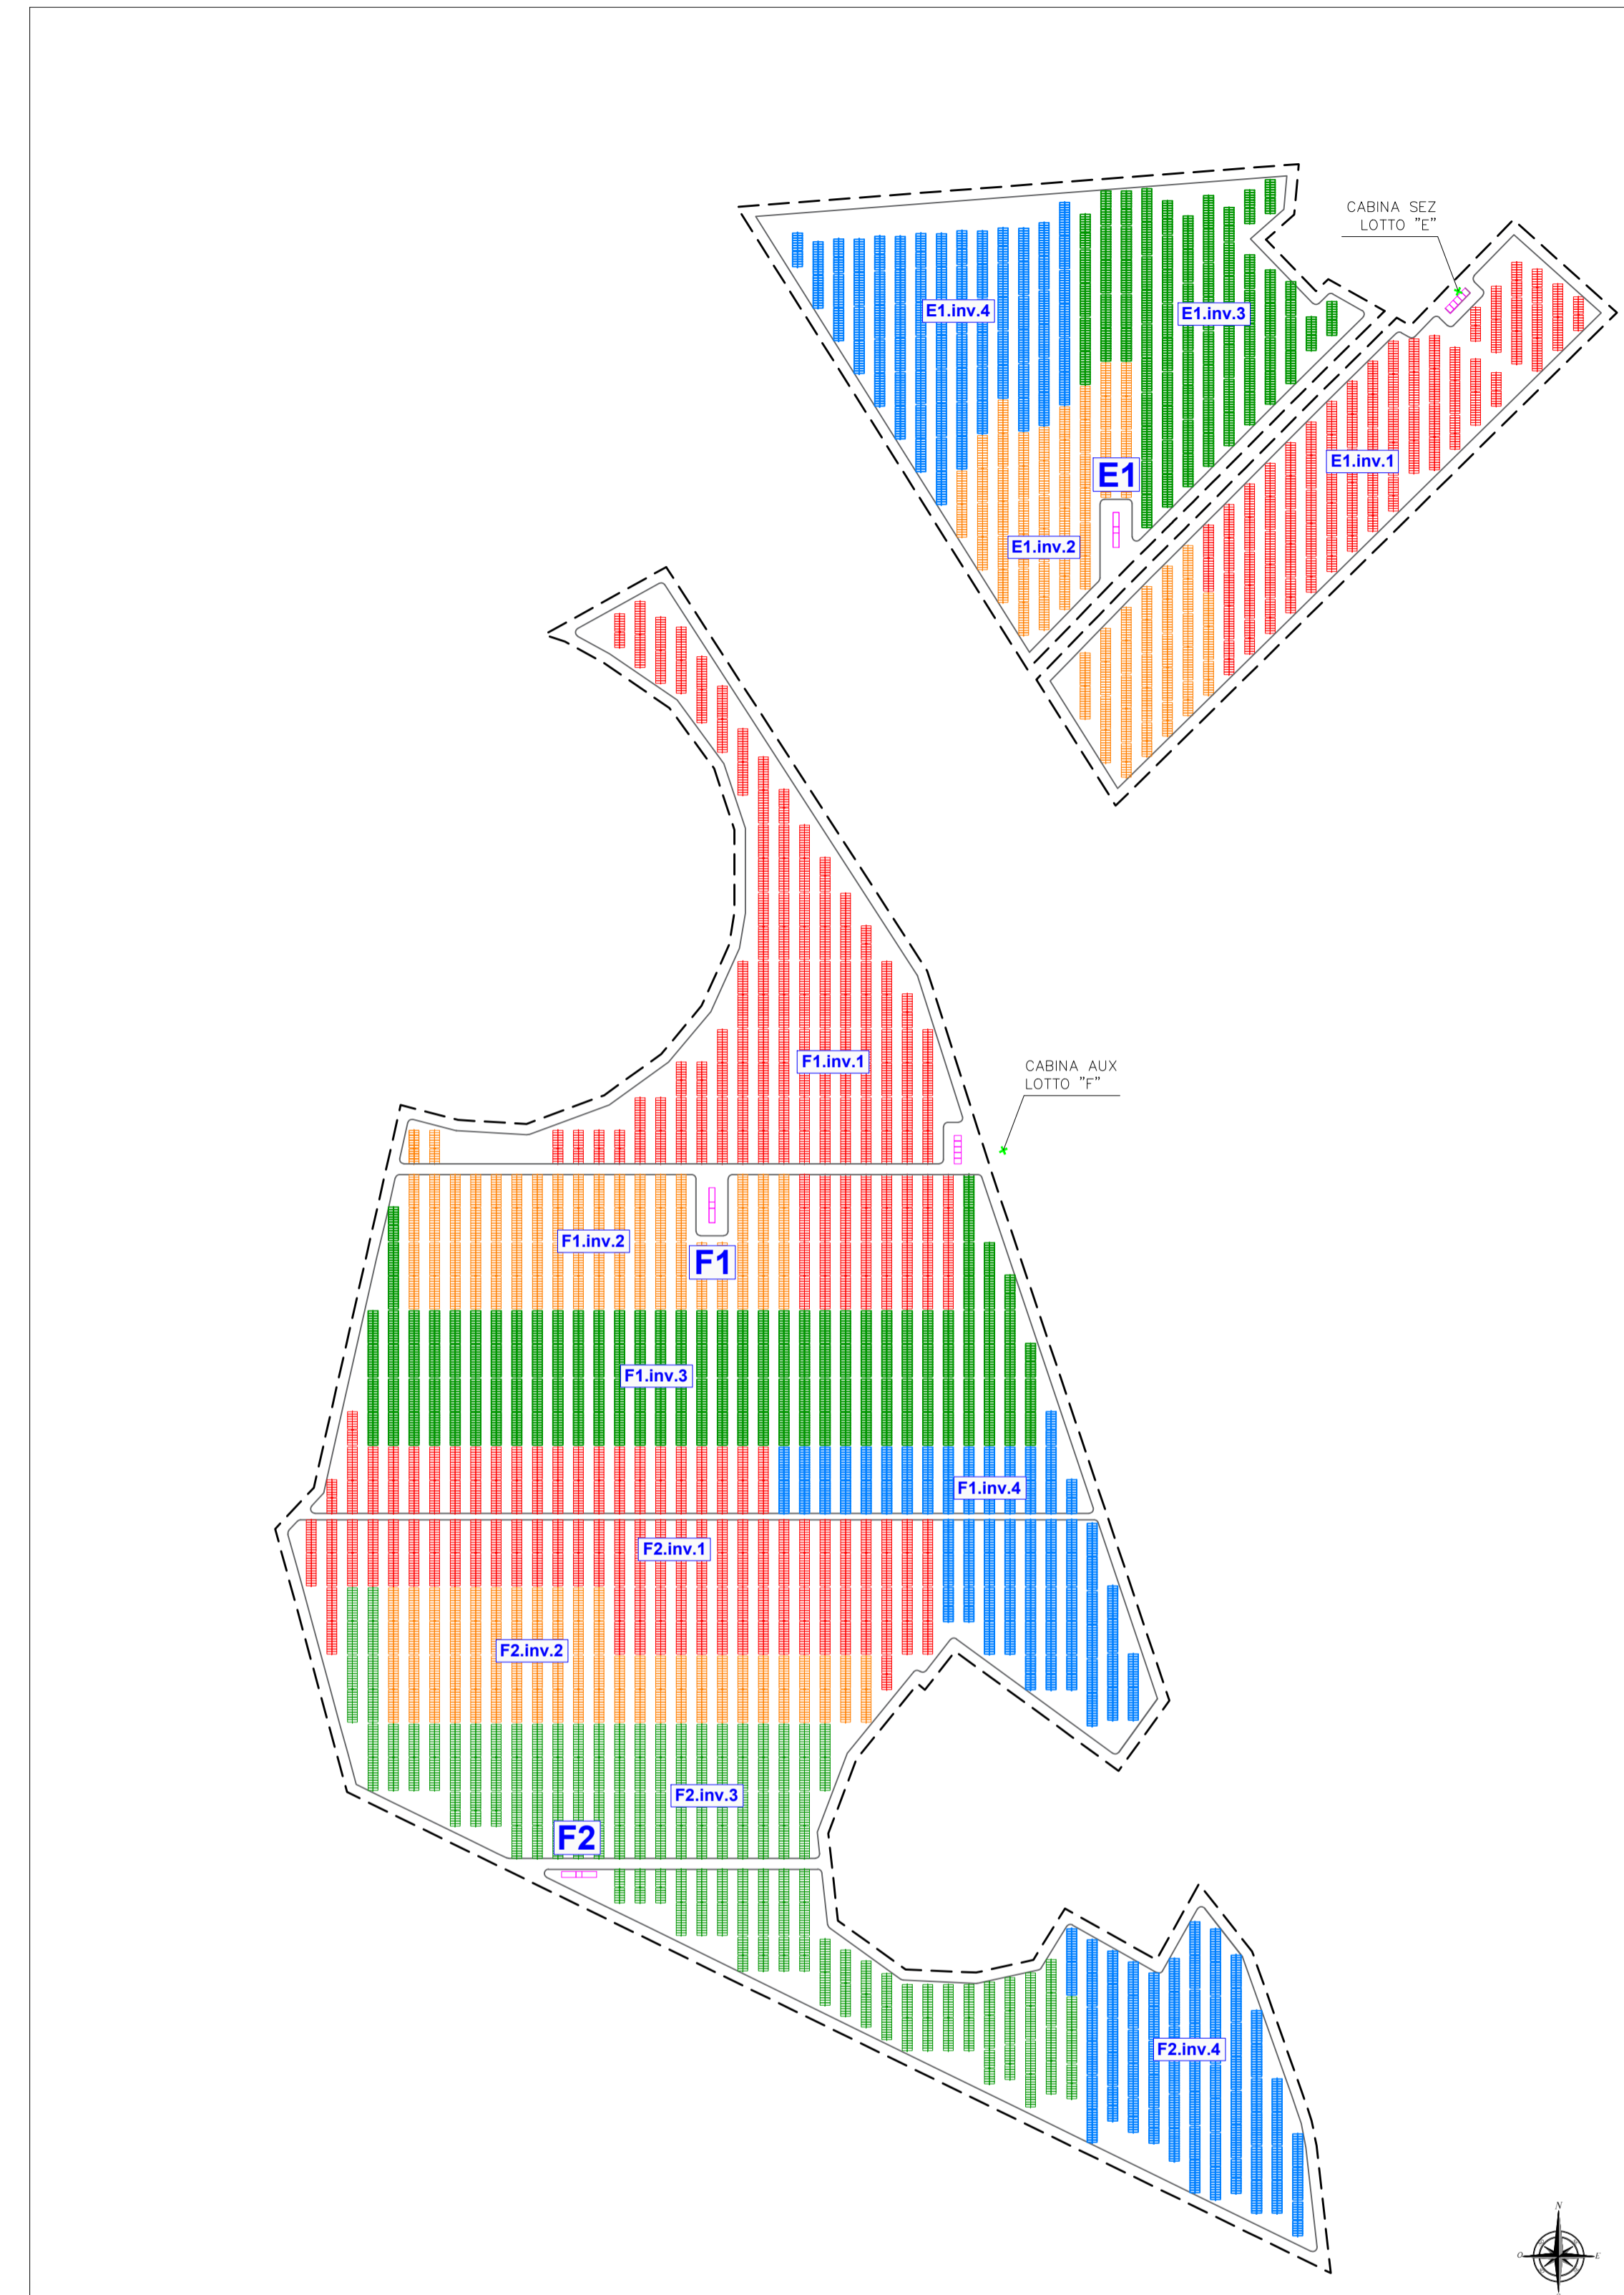 CABINA SEZ
LOTTO "E"
E1.inv.4
E1.inv.3
E1.inv.1
E1
E1.inv.2
F1.inv.1
CABINA AUX
LOTTO "F"
F1.inv.2
F1
F1.inv.3
F1.inv.4
F2.inv.1
F2.inv.2
F2.inv.3
F2
F2.inv.4
N
O
E